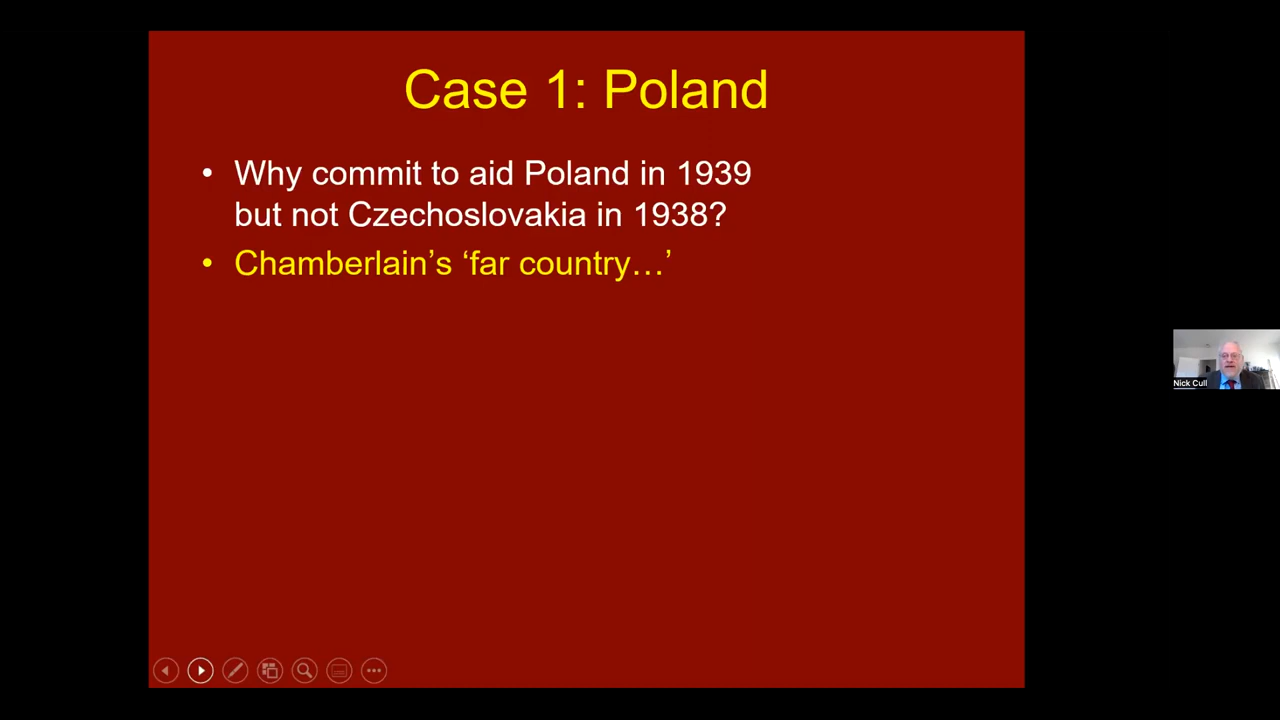 Case 1: Poland
• Why commit to aid Poland in 1939
but not Czechoslovakia in 1938?
• Chamberlain’s ‘far country…’
Nick Cull